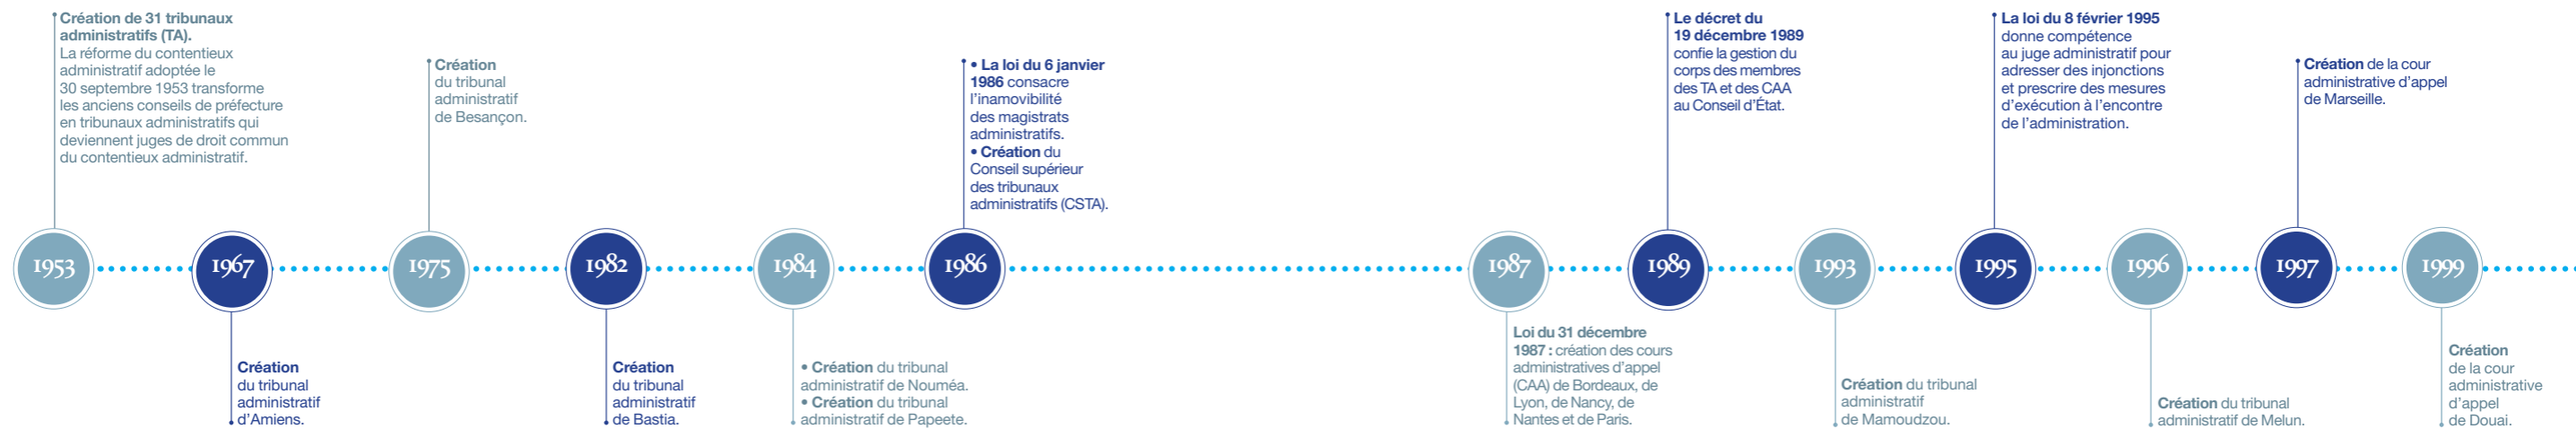 Création de 31 tribunaux
administratifs (TA).
La réforme du contentieux
administratif adoptée le
30 septembre 1953 transforme
les anciens conseils de préfecture
en tribunaux administratifs qui
deviennent juges de droit commun
du contentieux administratif.
1953
1967
Création
du tribunal
administratif
d’Amiens.
Création
du tribunal
administratif
de Besançon.
1975
1982
Création
du tribunal
administratif
de Bastia.
1984
• Création du tribunal
administratif de Nouméa.
• Création du tribunal
administratif de Papeete.
• La loi du 6 janvier
1986 consacre
l’inamovibilité
des magistrats
administratifs.
• Création du
Conseil supérieur
des tribunaux
administratifs (CSTA).
1986
1987
Loi du 31 décembre
1987 : création des cours
administratives d’appel
(CAA) de Bordeaux, de
Lyon, de Nancy, de
Nantes et de Paris.
Le décret du
19 décembre 1989
confie la gestion du
corps des membres
des TA et des CAA
au Conseil d’État.
1989
1993
Création du tribunal
administratif
de Mamoudzou.
La loi du 8 février 1995
donne compétence
au juge administratif pour
adresser des injonctions
et prescrire des mesures
d’exécution à l’encontre
de l’administration.
1995
1996
Création du tribunal
administratif de Melun.
Création de la cour
administrative d’appel
de Marseille.
1997
1999
Création
de la cour
administrative
d’appel
de Douai.